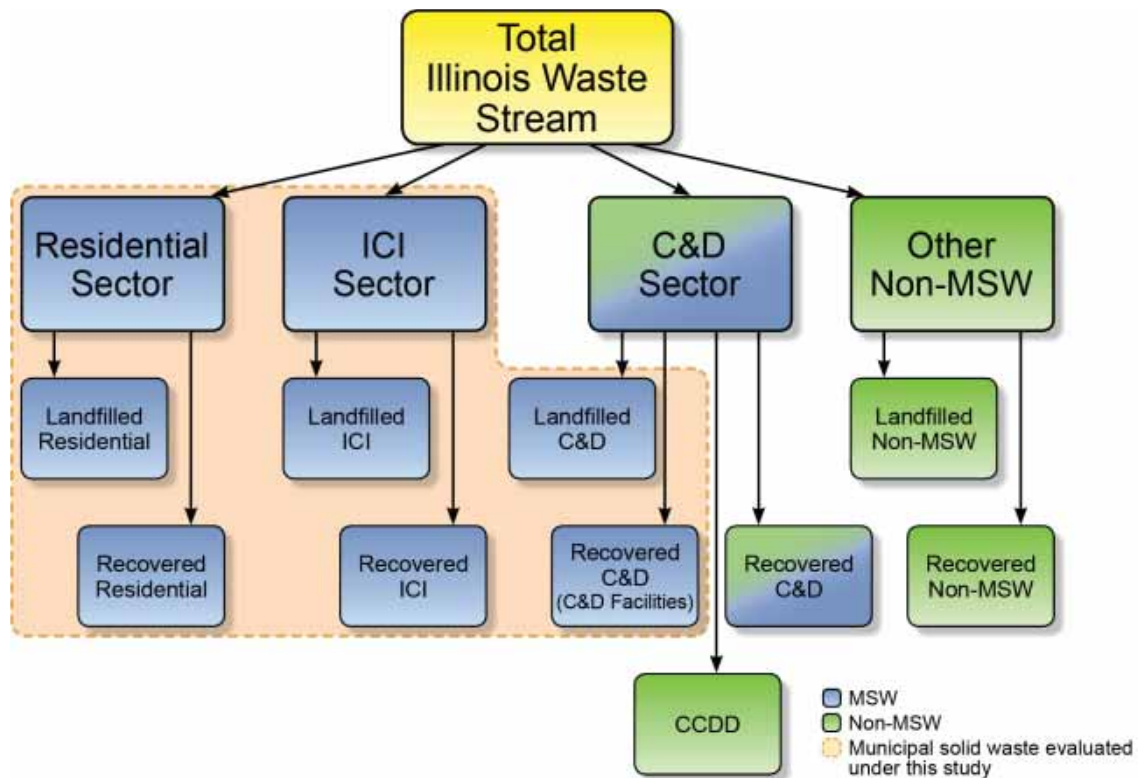 Total
Illinois Waste
Stream
Residential
Sector
ICI
Sector
C&D
Sector
Other
Non-MSW
Landfilled
Residential
Landfilled
ICI
Landfilled
C&D
Landfilled
Non-MSW
Recovered
Residential
Recovered
ICI
Recovered
C&D
(C&D Facilities)
Recovered
C&D
Recovered
Non-MSW
CCDD
MSW
Non-MSW
Municipal solid waste evaluated
under this study